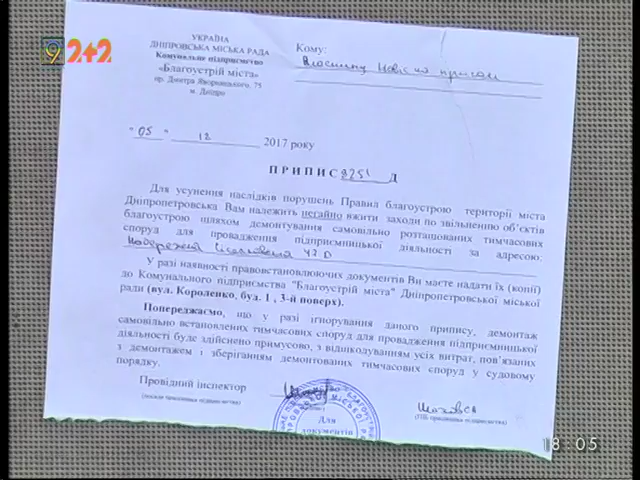 9 2+2
УКРАЇНА
ДНІПРОВСЬКА МІСЬКА РАДА
Комунальне підприємство
«Благоустрій міста»
пр. Дмитра Яворницького, 75
м. Дніпро
Кому:
Власнику
"05" 12 2017 року
ПРИПИС 8251 Д
Для усунення наслідків порушень Правил благоустрою території міста
Дніпропетровська Вам належить негайно вжити заходи по звільненню об'єктів
благоустрою шляхом демонтування самовільно розташованих тимчасових
споруд для провадження підприємницької діяльності за адресою:
У разі наявності правовстановлюючих документів Ви маєте надати їх (копії)
до Комунального підприємства "Благоустрій міста" Дніпропетровської міської
ради (вул. Короленко, буд. 1 , 3-й поверх).
Попереджаємо, що у разі ігнорування даного припису, демонтаж
самовільно встановлених тимчасових споруд для провадження підприємницької
діяльності буде здійснено примусово, з відшкодуванням усіх витрат, пов'язаних
з демонтажем і зберіганням демонтованих тимчасових споруд у судовому
порядку.
Провідний інспектор
(посада працівника підприємства)
(ПІБ працівника підприємства)
Для
документів
18:05